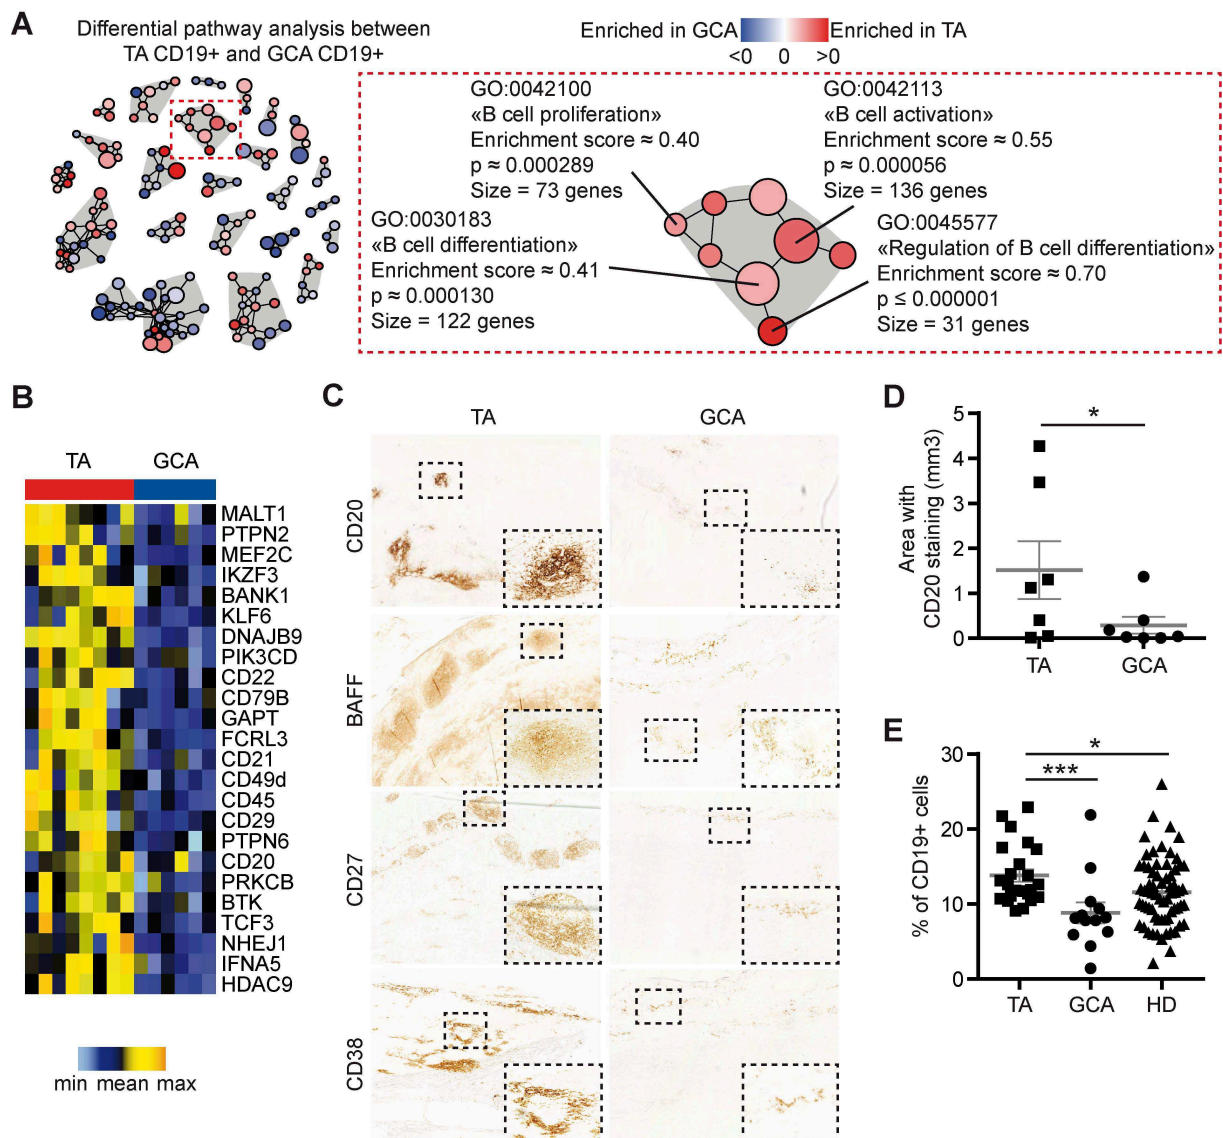 A
Differential pathway analysis between
TA CD19+ and GCA CD19+
Enriched in GCA
Enriched in TA
<0 0 >0
GO:0042100
«B cell proliferation»
Enrichment score ≈ 0.40
p ≈ 0.000289
Size = 73 genes
GO:0042113
«B cell activation»
Enrichment score ≈ 0.55
p ≈ 0.000056
Size = 136 genes
GO:0030183
«B cell differentiation»
Enrichment score ≈ 0.41
p ≈ 0.000130
Size = 122 genes
GO:0045577
«Regulation of B cell differentiation»
Enrichment score ≈ 0.70
p ≤ 0.000001
Size = 31 genes
B
TA GCA
MALT1
PTPN2
MEF2C
IKZF3
BANK1
KLF6
DNAJB9
PIK3CD
CD22
CD79B
GAPT
FCRL3
CD21
CD49d
CD45
CD29
PTPN6
CD20
PRKCB
BTK
TCF3
NHEJ1
IFNA5
HDAC9
min mean max
C
TA GCA
CD20
BAFF
CD27
CD38
D
Area with
CD20 staining (mm3)
5
4
3
2
1
0
*
TA GCA
E
% of CD19+ cells
30
20
10
0
*
***
TA GCA HD